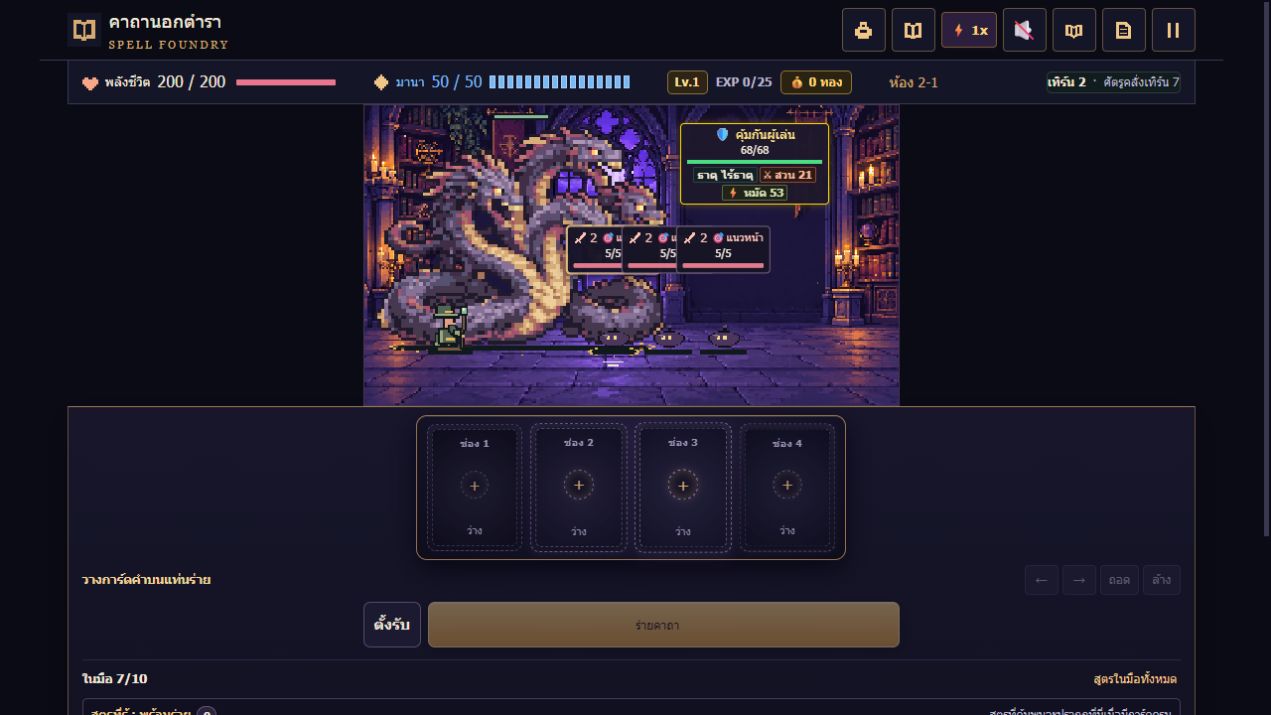 คาถานอกตำรา
SPELL FOUNDRY
1x
พลังชีวิต 200 / 200
มานา 50 / 50
Lv.1 EXP 0/25 0 ทอง
ห้อง 2-1
เทิร์น 2 · ศัตรูคลั่งเทิร์น 7
คุ้มกันผู้เล่น
68/68
ธาตุ ไร้ธาตุ สวน 21
หมัด 53
2 2 2 แนวหน้า
5/5 5/5 5/5
ช่อง 1 ช่อง 2 ช่อง 3 ช่อง 4
+ + + +
ว่าง ว่าง ว่าง ว่าง
วางการ์ดคำบนแท่นร่าย
← → ถอด ล้าง
ตั้งรับ ร่ายคาถา
ในมือ 7/10
สูตรในมือทั้งหมด